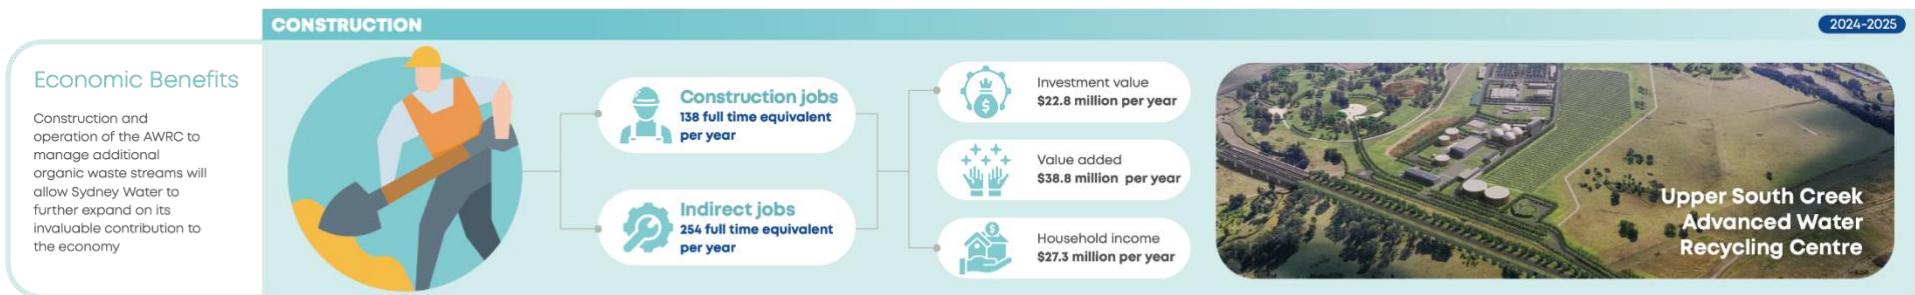 CONSTRUCTION
2024-2025
Economic Benefits
Construction and
operation of the AWRC to
manage additional
organic waste streams will
allow Sydney Water to
further expand on its
invaluable contribution to
the economy
Construction jobs
138 full time equivalent
per year
Indirect jobs
254 full time equivalent
per year
Investment value
$22.8 million per year
Value added
$38.8 million per year
Household income
$27.3 million per year
Upper South Creek
Advanced Water
Recycling Centre